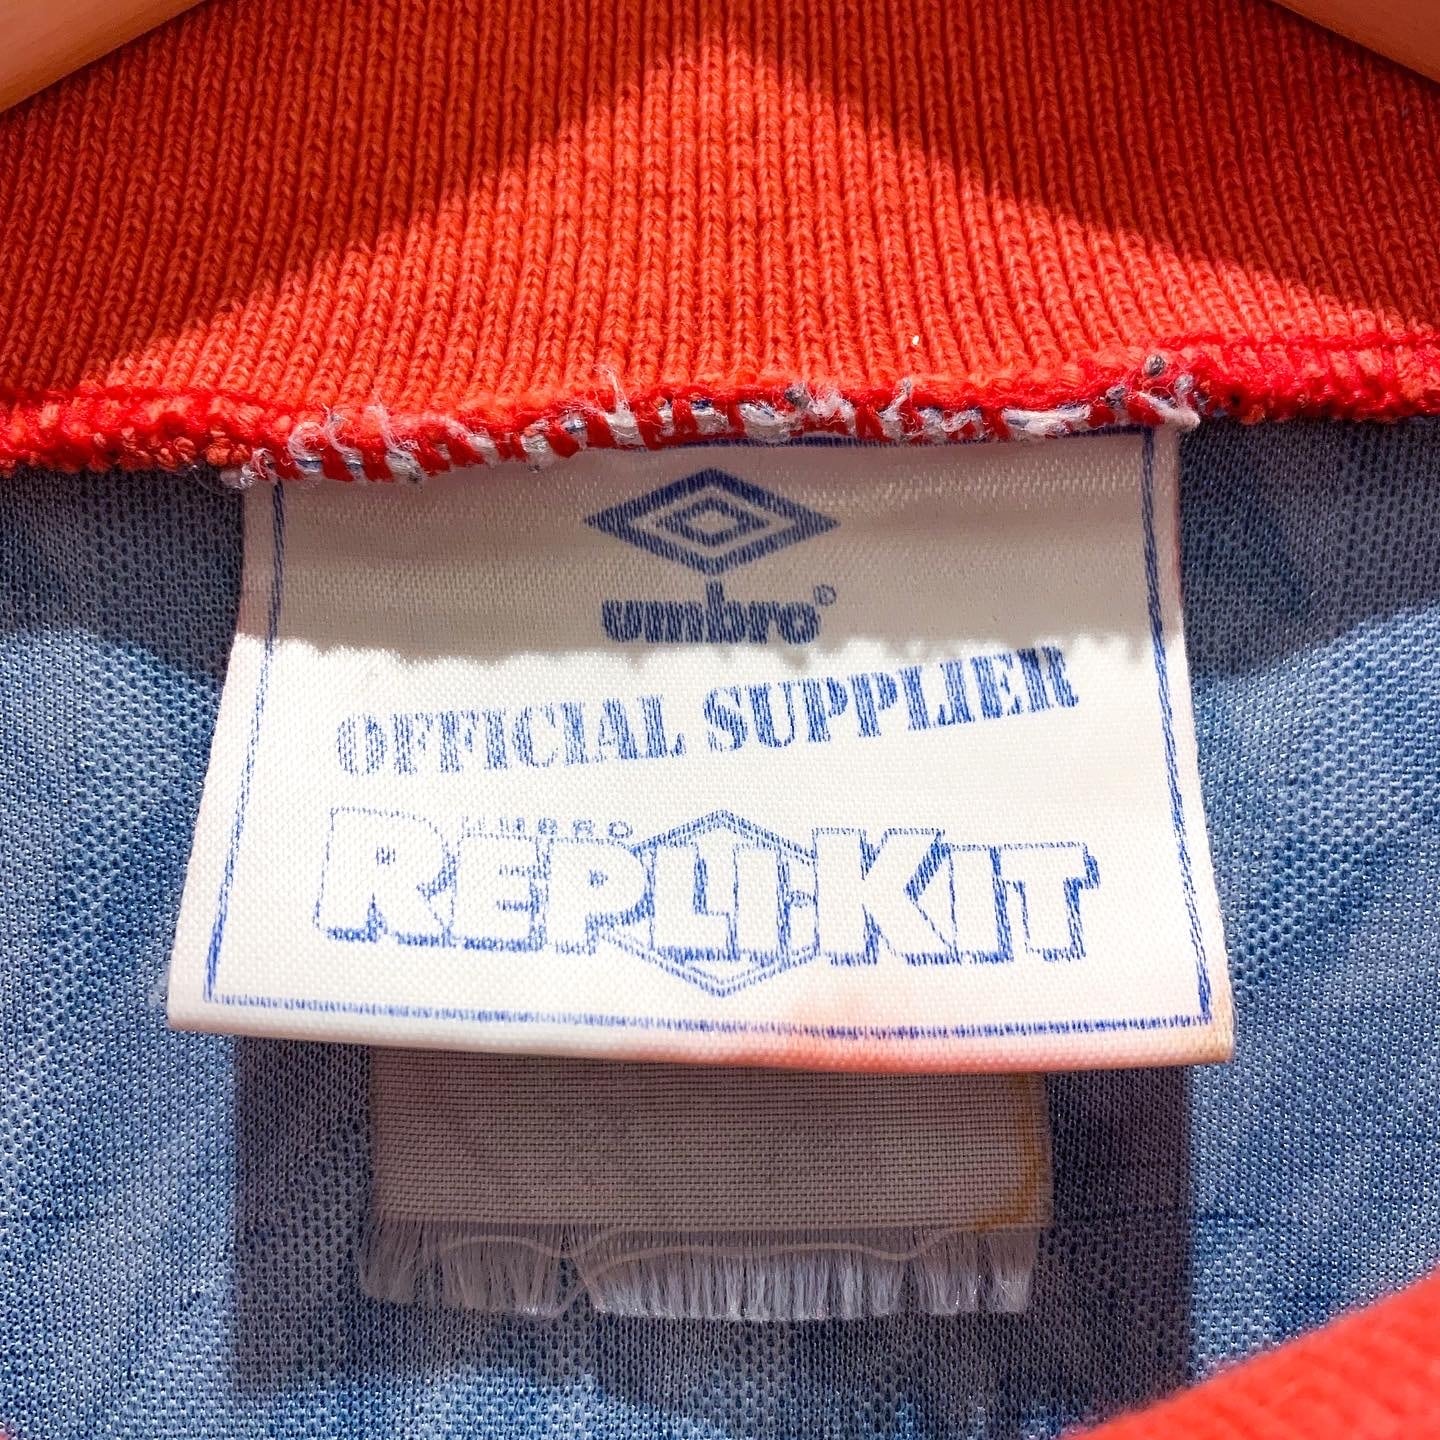 umbro®
OFFICIAL SUPPLIER
UMBRO
REPLI·KIT